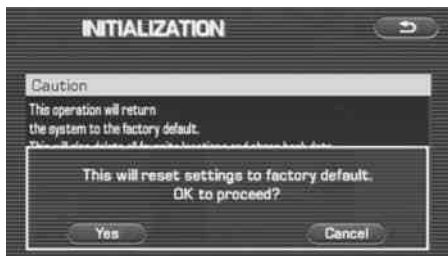 INITIALIZATION
Caution
This operation will return
the system to the factory default.
This will reset settings to factory default.
OK to proceed?
Yes
Cancel